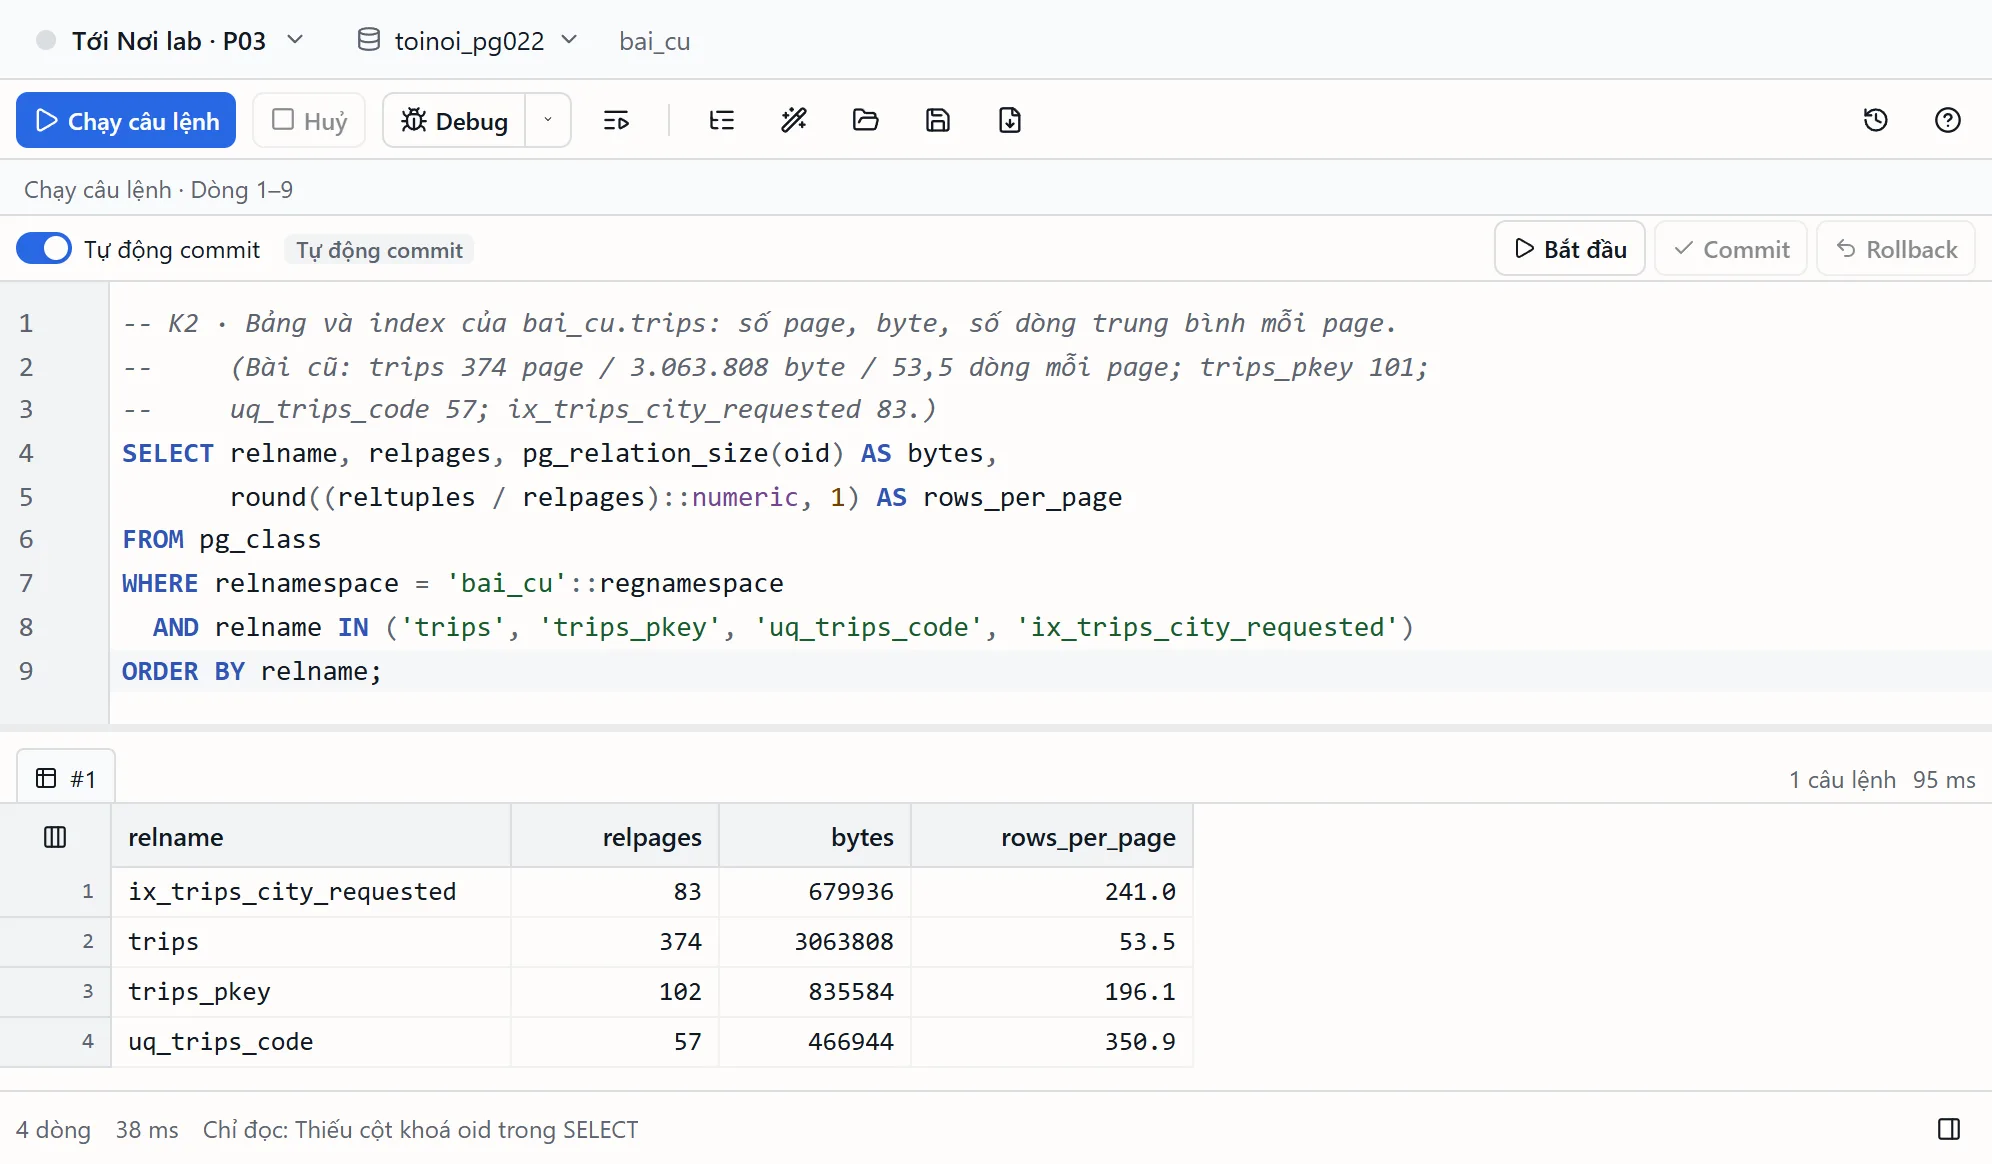 Tới Nơi lab · P03 toinoi_pg022 bai_cu
Chạy câu lệnh Huỷ Debug
Chạy câu lệnh · Dòng 1–9
Tự động commit Tự động commit Bắt đầu Commit Rollback
1 -- K2 · Bảng và index của bai_cu.trips: số page, byte, số dòng trung bình mỗi page.
2 -- (Bài cũ: trips 374 page / 3.063.808 byte / 53,5 dòng mỗi page; trips_pkey 101;
3 -- uq_trips_code 57; ix_trips_city_requested 83.)
4 SELECT relname, relpages, pg_relation_size(oid) AS bytes,
5 round((reltuples / relpages)::numeric, 1) AS rows_per_page
6 FROM pg_class
7 WHERE relnamespace = 'bai_cu'::regnamespace
8 AND relname IN ('trips', 'trips_pkey', 'uq_trips_code', 'ix_trips_city_requested')
9 ORDER BY relname;
#1 1 câu lệnh 95 ms
relname relpages bytes rows_per_page
1 ix_trips_city_requested 83 679936 241.0
2 trips 374 3063808 53.5
3 trips_pkey 102 835584 196.1
4 uq_trips_code 57 466944 350.9
4 dòng 38 ms Chỉ đọc: Thiếu cột khoá oid trong SELECT